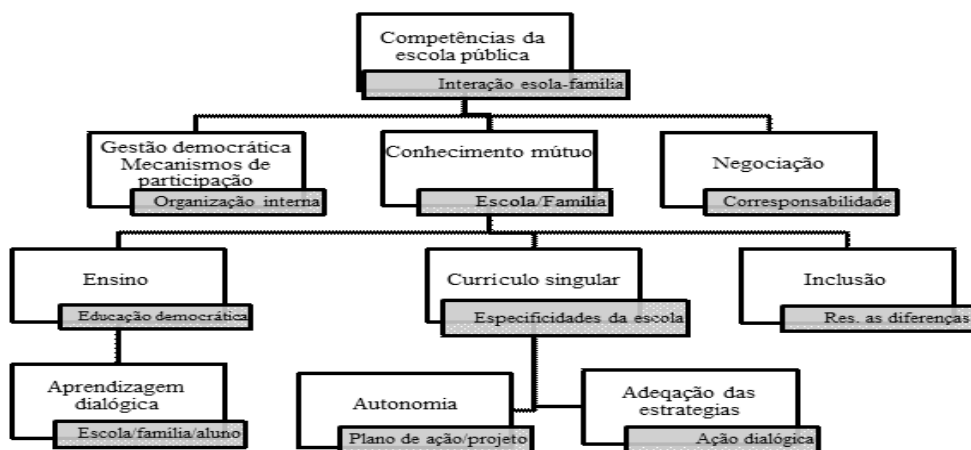 Competências da
escola pública
Interação esola-família
Gestão democrática
Mecanismos de
participação
Organização interna
Conhecimento mútuo
Escola/Família
Negociação
Corresponsabilidade
Ensino
Educação democrática
Currículo singular
Especificidades da escola
Inclusão
Res. as diferenças
Aprendizagem
dialógica
Escola/família/aluno
Autonomia
Plano de ação/projeto
Adeqação das
estrategias
Ação dialógica